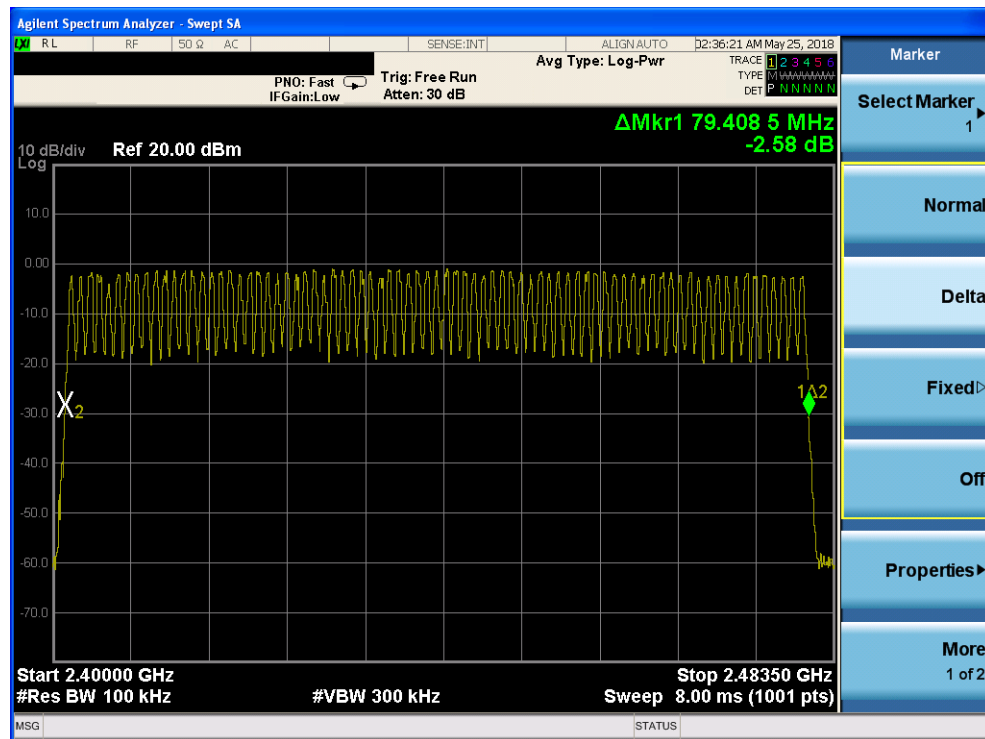 Agilent Spectrum Analyzer - Swept SA
LXI RL RF 50 Ω AC SENSE:INT ALIGN AUTO 02:36:21 AM May 25, 2018
Marker
Avg Type: Log-Pwr
TRACE 1 2 3 4 5 6
PNO: Fast Trig: Free Run
TYPE M WWWWW
IFGain:Low Atten: 30 dB
DET P N N N N N
Select Marker
1
ΔMkr1 79.408 5 MHz
-2.58 dB
10 dB/div Ref 20.00 dBm
Log
10.0
0.00
-10.0
-20.0
-30.0
-40.0
-50.0
-60.0
-70.0
2
1Δ2
Normal
Delta
Fixed
Off
Properties
More
1 of 2
Start 2.40000 GHz Stop 2.48350 GHz
#Res BW 100 kHz #VBW 300 kHz Sweep 8.00 ms (1001 pts)
MSG STATUS